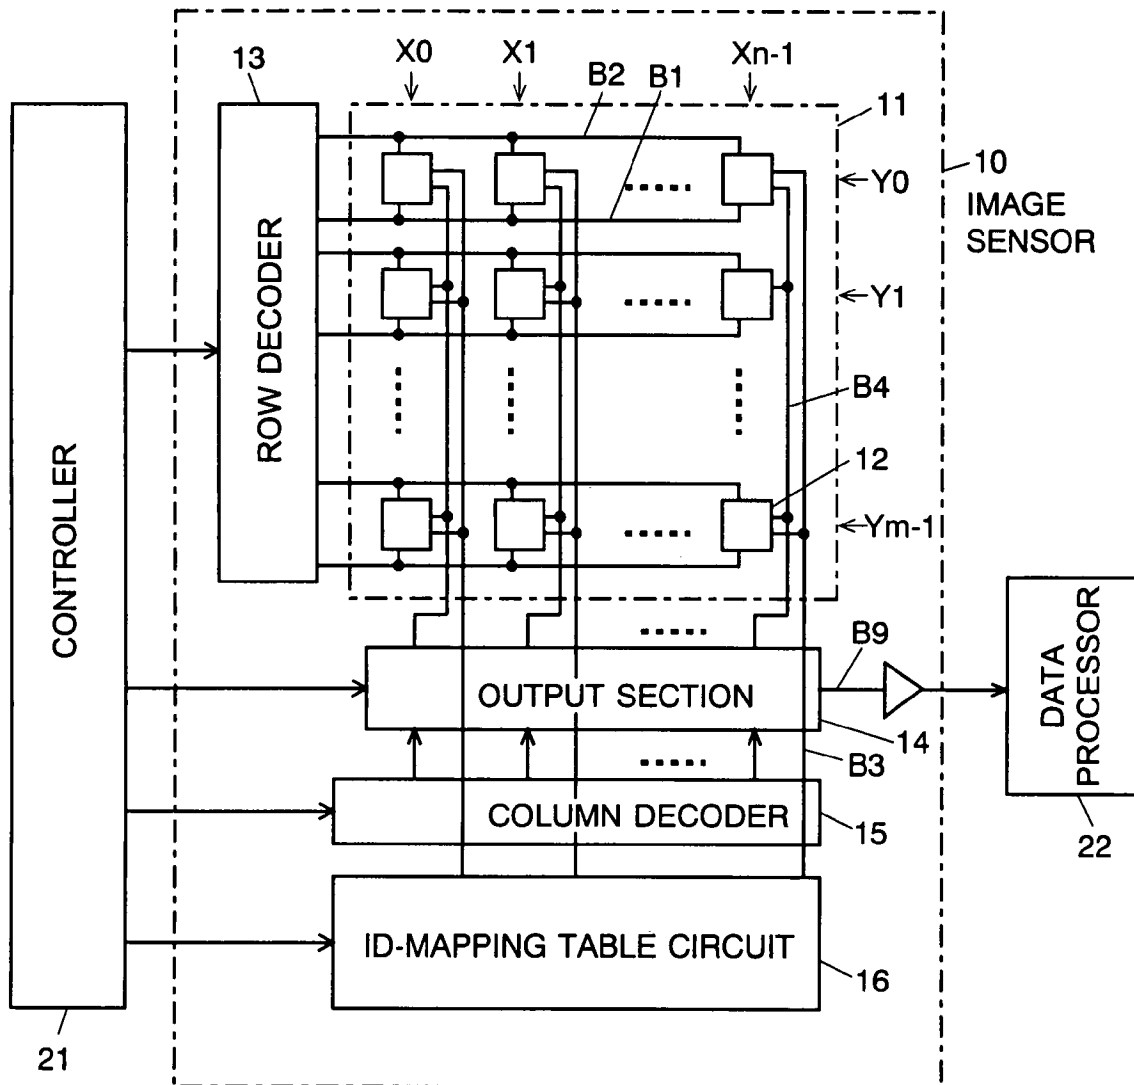 X0
X1
Xn-1
13
B2
B1
11
Y0
10
IMAGE
SENSOR
ROW DECODER
Y1
B4
12
Ym-1
CONTROLLER
B9
OUTPUT SECTION
14
B3
DATA
PROCESSOR
COLUMN DECODER
15
22
ID-MAPPING TABLE CIRCUIT
16
21